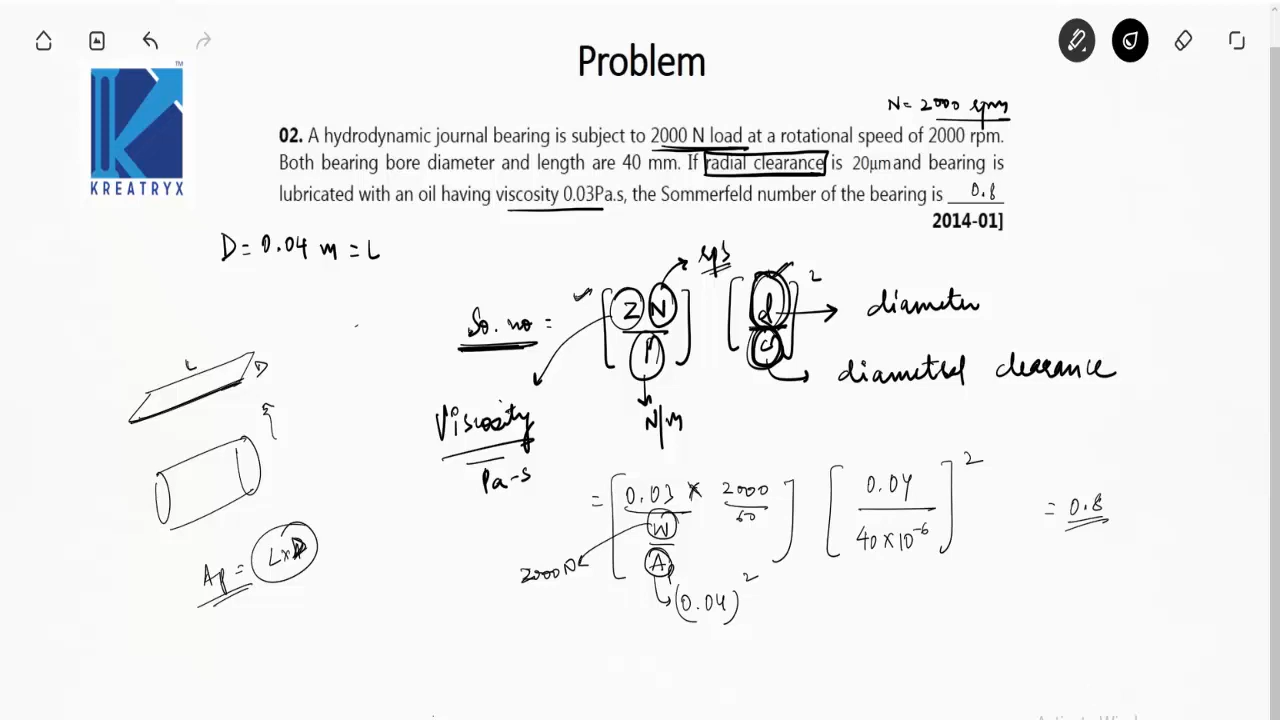 Problem
KREATRYX
TM
N = 2000 rpm
02. A hydrodynamic journal bearing is subject to 2000 N load at a rotational speed of 2000 rpm.
Both bearing bore diameter and length are 40 mm. If radial clearance is 20μm and bearing is
lubricated with an oil having viscosity 0.03Pa.s, the Sommerfeld number of the bearing is 0.8
2014-01]
D = 0.04 m = L
rps
So. no = [ZN/P] [d/c]²
diameter
diametral clearance
Viscosity
Pa-s
N/m
L
D
= [0.03 × 2000/60 / W/Ap] [0.04 / 40×10⁻⁶]² = 0.8
2000N
(0.04)²
Ap = L×D